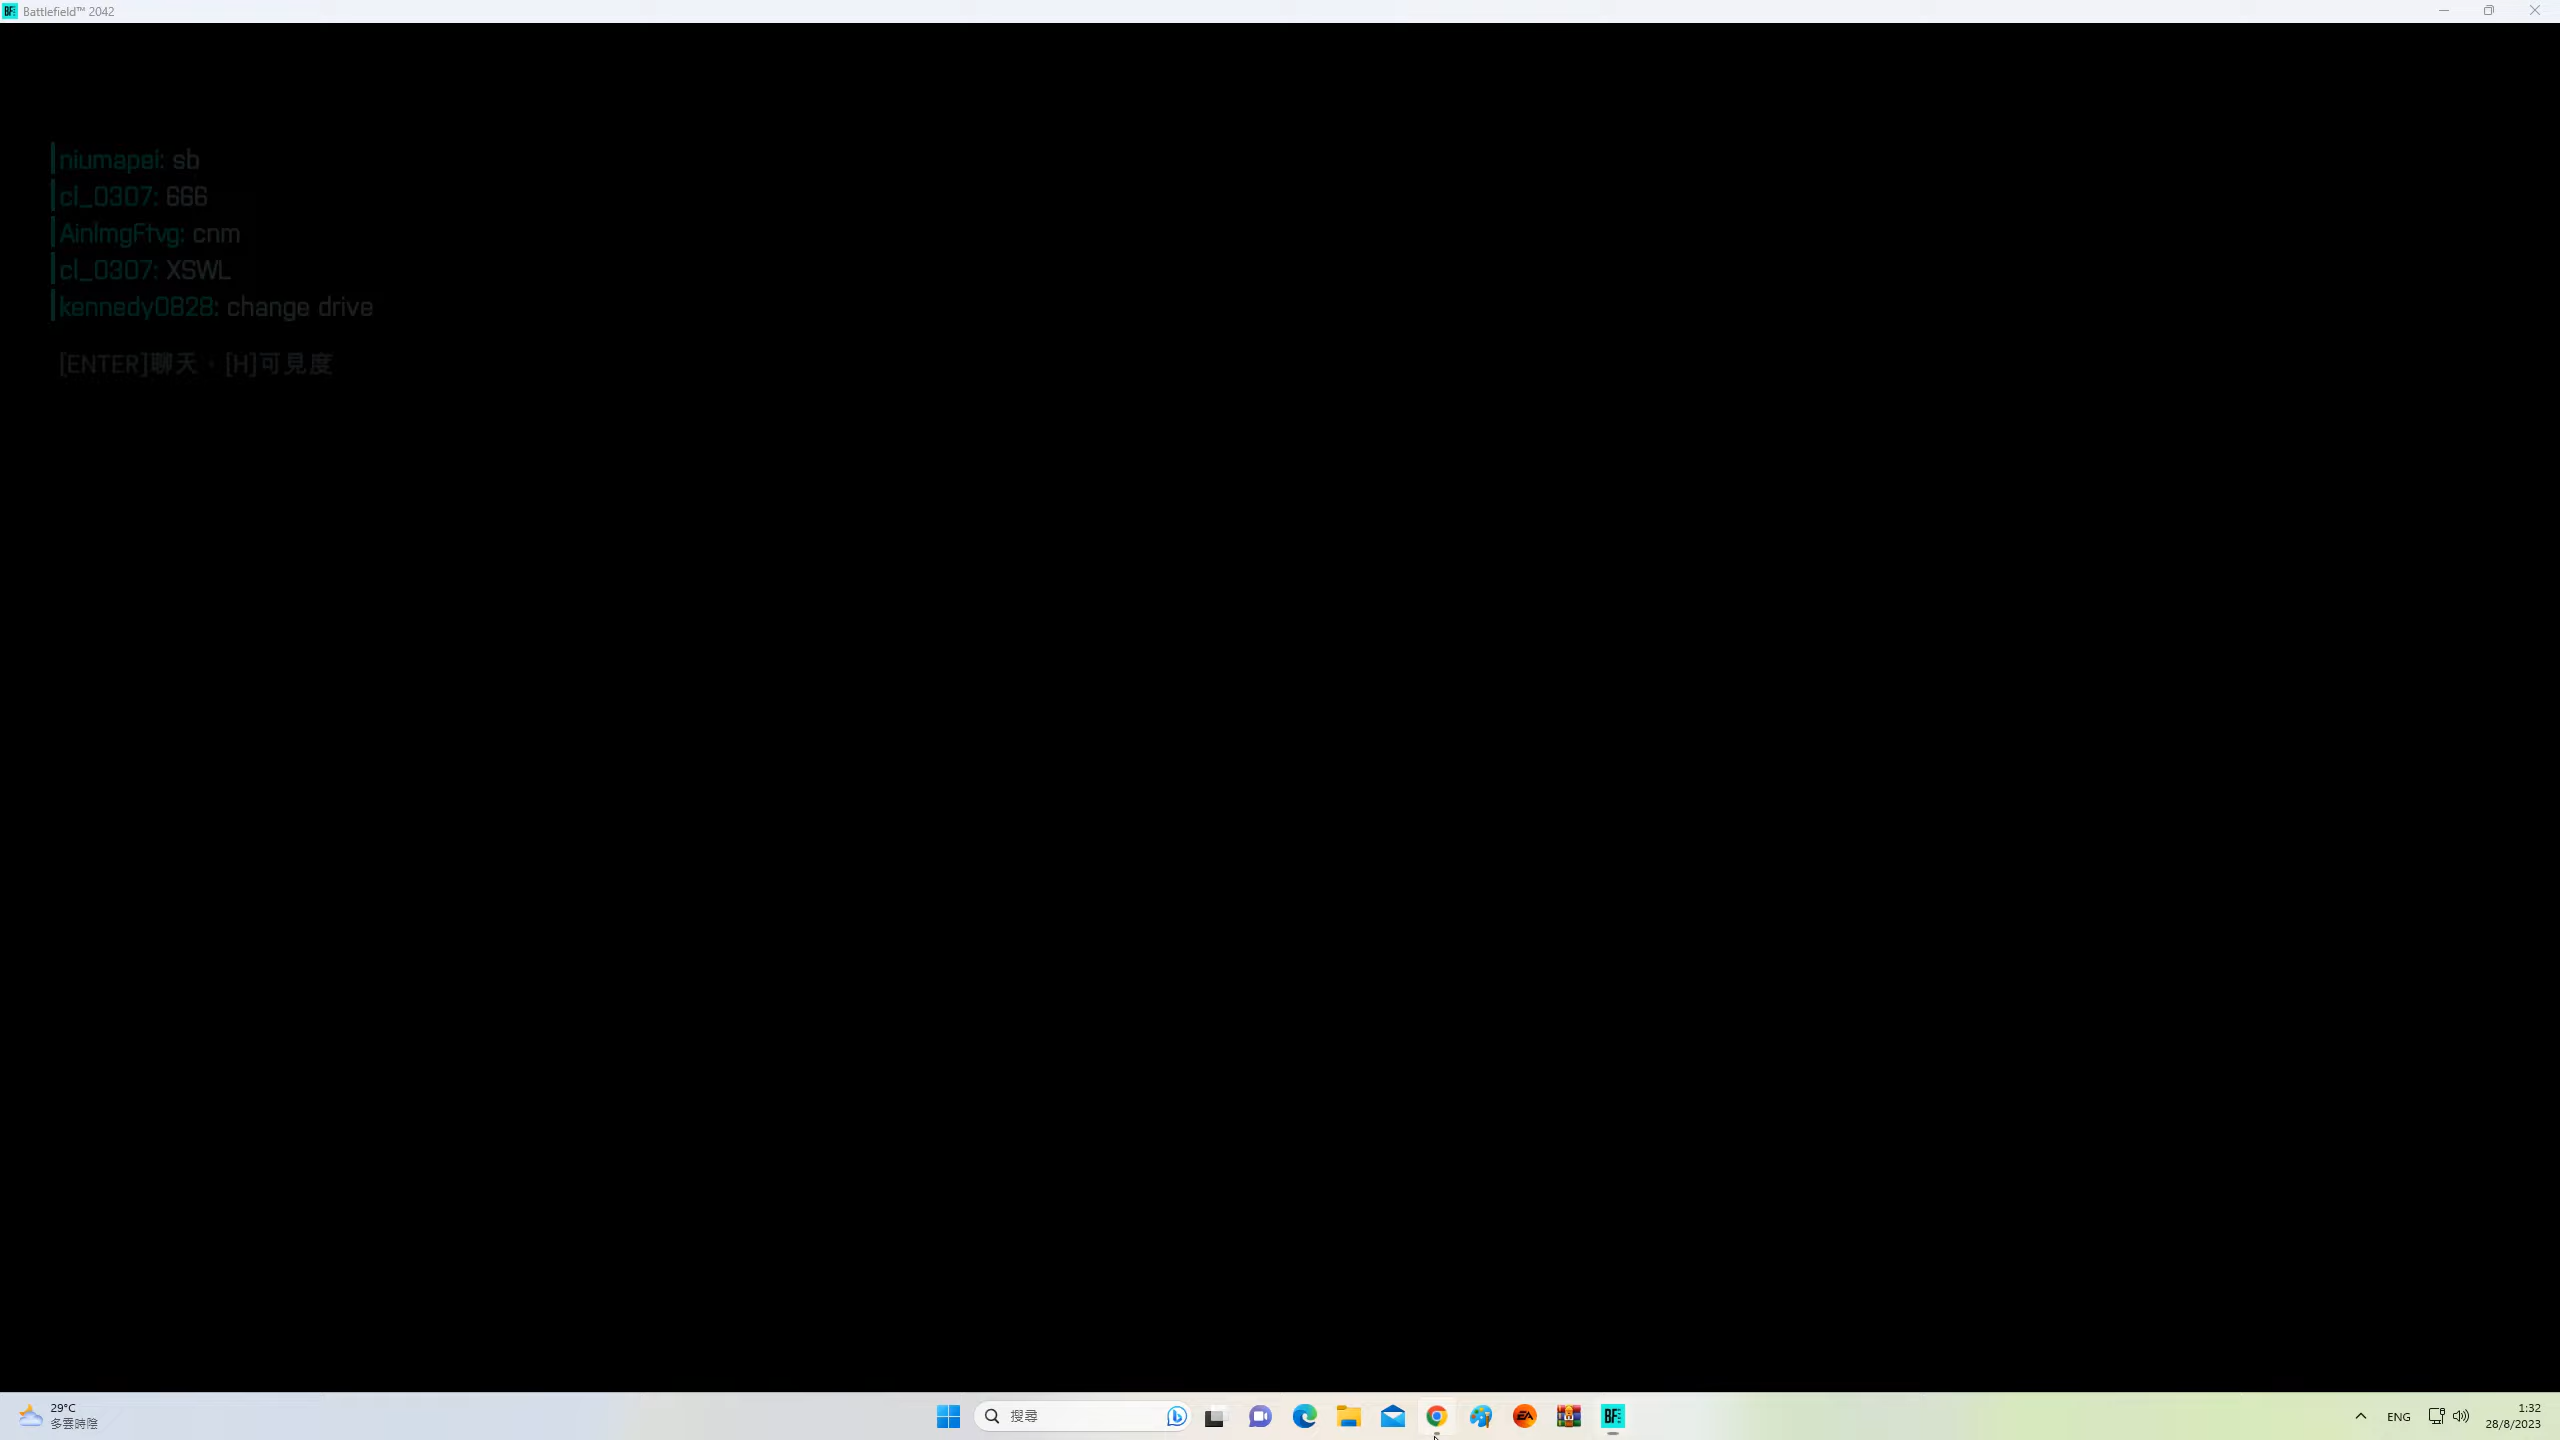 Battlefield™ 2042
niumapei: sb
cl_0307: 666
AinlmgFtvg: cnm
cl_0307: XSWL
kennedy0828: change drive
[ENTER]聊天,[H]可見度
29°C
多雲時陰
搜尋
ENG
1:32
28/8/2023